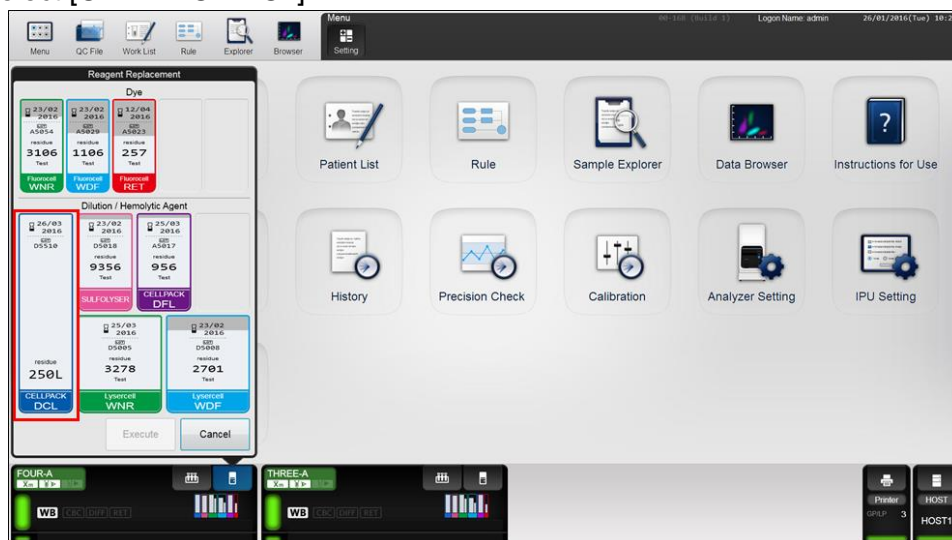 Menu
QC File
Work List
Rule
Explorer
Browser
Menu
Setting
00-16R (Build 1)
Logon Name: admin
26/01/2016(Tue)
Reagent Replacement
Dye
23/02
2016
A5054
residue
3106
Test
Fluorocell
WNR
23/02
2016
A5029
residue
1106
Test
Fluorocell
WDF
12/04
2016
A5023
residue
257
Test
Fluorocell
RET
Dilution / Hemolytic Agent
26/03
2016
D5510
residue
250L
CELLPACK
DCL
23/02
2016
D5018
residue
9356
Test
SULFOLYSER
25/03
2016
A5017
residue
956
Test
CELLPACK
DFL
25/03
2016
D5005
residue
3278
Test
Lysercell
WNR
23/02
2016
D5008
residue
2701
Test
Lysercell
WDF
Execute
Cancel
Patient List
Rule
Sample Explorer
Data Browser
Instructions for Use
History
Precision Check
Calibration
Analyzer Setting
IPU Setting
FOUR-A
WB
CBC DIFF RET
THREE-A
WB
CBC DIFF RET
Printer
GP/LP 3
HOST
HOST1